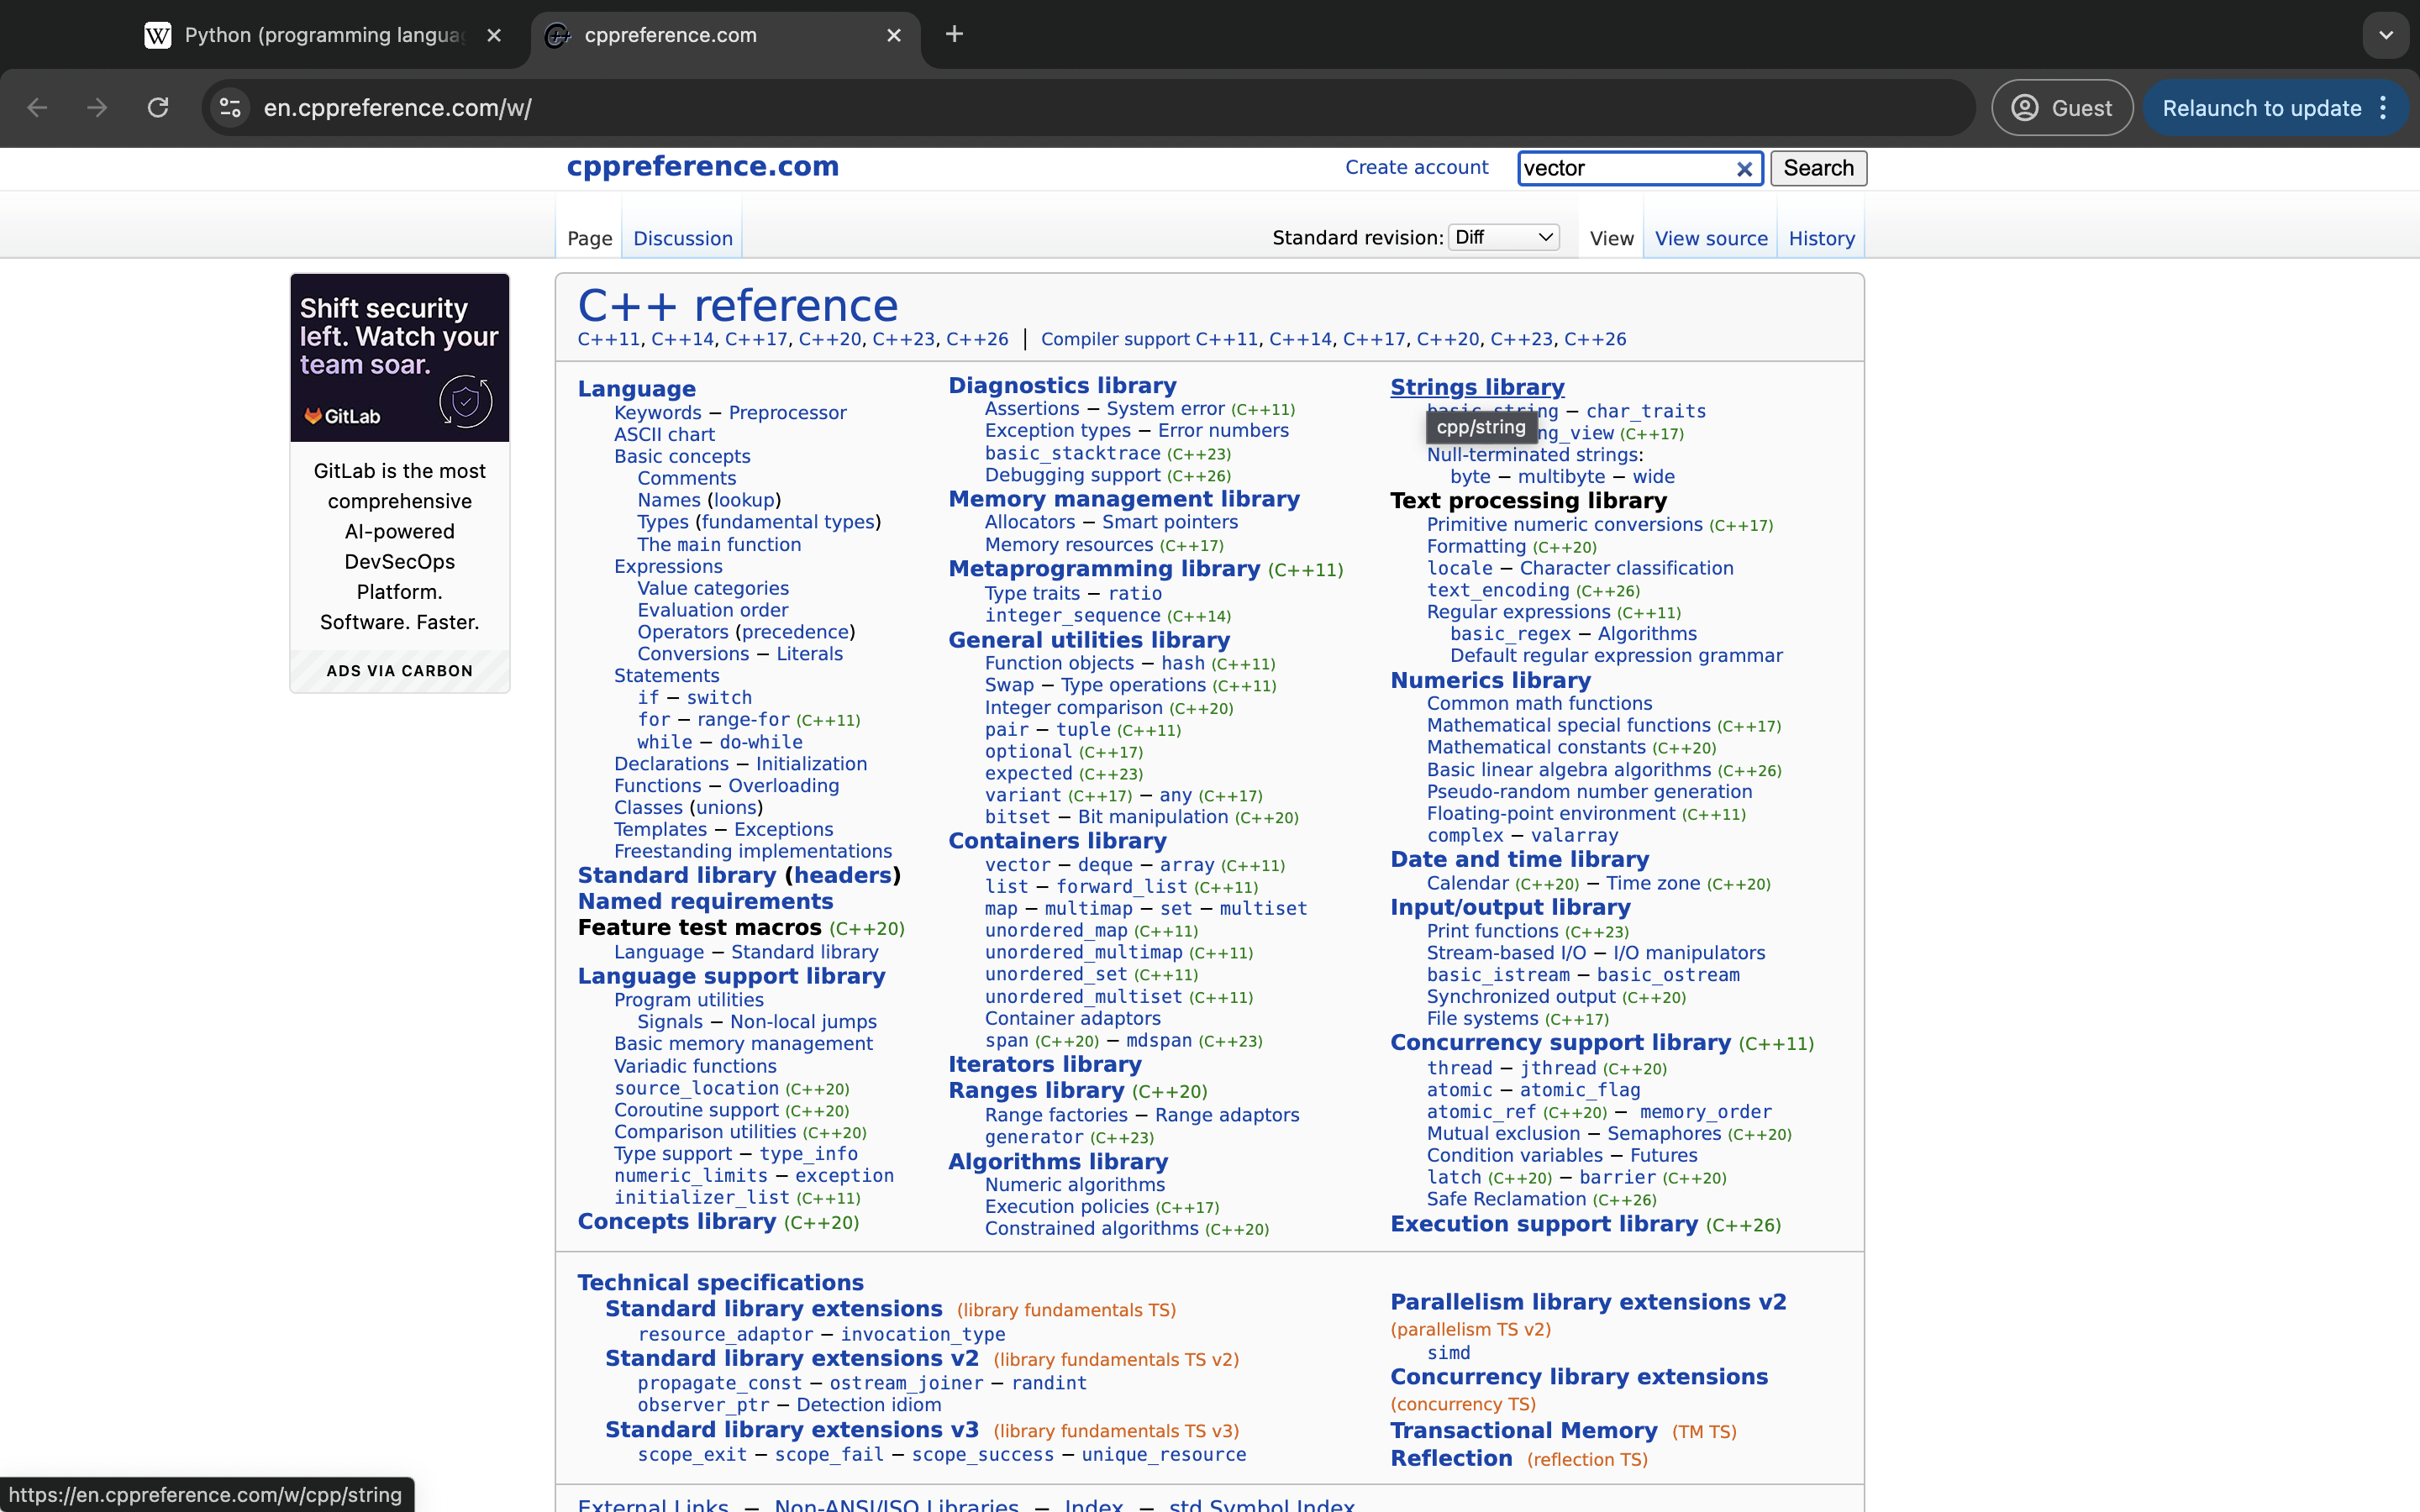 Python (programming langua
cppreference.com
en.cppreference.com/w/
Guest
Relaunch to update
cppreference.com
Create account
vector
Search
Page
Discussion
Standard revision:
Diff
View
View source
History
Shift security
left. Watch your
team soar.
GitLab
GitLab is the most
comprehensive
AI-powered
DevSecOps
Platform.
Software. Faster.
ADS VIA CARBON
C++ reference
C++11, C++14, C++17, C++20, C++23, C++26 | Compiler support C++11, C++14, C++17, C++20, C++23, C++26
Language
Keywords − Preprocessor
ASCII chart
Basic concepts
Comments
Names (lookup)
Types (fundamental types)
The main function
Expressions
Value categories
Evaluation order
Operators (precedence)
Conversions − Literals
Statements
if − switch
for − range-for (C++11)
while − do-while
Declarations − Initialization
Functions − Overloading
Classes (unions)
Templates − Exceptions
Freestanding implementations
Standard library (headers)
Named requirements
Feature test macros (C++20)
Language − Standard library
Language support library
Program utilities
Signals − Non-local jumps
Basic memory management
Variadic functions
source_location (C++20)
Coroutine support (C++20)
Comparison utilities (C++20)
Type support − type_info
numeric_limits − exception
initializer_list (C++11)
Concepts library (C++20)
Diagnostics library
Assertions − System error (C++11)
Exception types − Error numbers
basic_stacktrace (C++23)
Debugging support (C++26)
Memory management library
Allocators − Smart pointers
Memory resources (C++17)
Metaprogramming library (C++11)
Type traits − ratio
integer_sequence (C++14)
General utilities library
Function objects − hash (C++11)
Swap − Type operations (C++11)
Integer comparison (C++20)
pair − tuple (C++11)
optional (C++17)
expected (C++23)
variant (C++17) − any (C++17)
bitset − Bit manipulation (C++20)
Containers library
vector − deque − array (C++11)
list − forward_list (C++11)
map − multimap − set − multiset
unordered_map (C++11)
unordered_multimap (C++11)
unordered_set (C++11)
unordered_multiset (C++11)
Container adaptors
span (C++20) − mdspan (C++23)
Iterators library
Ranges library (C++20)
Range factories − Range adaptors
generator (C++23)
Algorithms library
Numeric algorithms
Execution policies (C++17)
Constrained algorithms (C++20)
Strings library
basic_string − char_traits
cpp/string
ng_view (C++17)
Null-terminated strings:
byte − multibyte − wide
Text processing library
Primitive numeric conversions (C++17)
Formatting (C++20)
locale − Character classification
text_encoding (C++26)
Regular expressions (C++11)
basic_regex − Algorithms
Default regular expression grammar
Numerics library
Common math functions
Mathematical special functions (C++17)
Mathematical constants (C++20)
Basic linear algebra algorithms (C++26)
Pseudo-random number generation
Floating-point environment (C++11)
complex − valarray
Date and time library
Calendar (C++20) − Time zone (C++20)
Input/output library
Print functions (C++23)
Stream-based I/O − I/O manipulators
basic_istream − basic_ostream
Synchronized output (C++20)
File systems (C++17)
Concurrency support library (C++11)
thread − jthread (C++20)
atomic − atomic_flag
atomic_ref (C++20) − memory_order
Mutual exclusion − Semaphores (C++20)
Condition variables − Futures
latch (C++20) − barrier (C++20)
Safe Reclamation (C++26)
Execution support library (C++26)
Technical specifications
Standard library extensions (library fundamentals TS)
resource_adaptor − invocation_type
Standard library extensions v2 (library fundamentals TS v2)
propagate_const − ostream_joiner − randint
observer_ptr − Detection idiom
Standard library extensions v3 (library fundamentals TS v3)
scope_exit − scope_fail − scope_success − unique_resource
Parallelism library extensions v2
(parallelism TS v2)
simd
Concurrency library extensions
(concurrency TS)
Transactional Memory (TM TS)
Reflection (reflection TS)
External Links − Non-ANSI/ISO Libraries − Index − std Symbol Index
https://en.cppreference.com/w/cpp/string